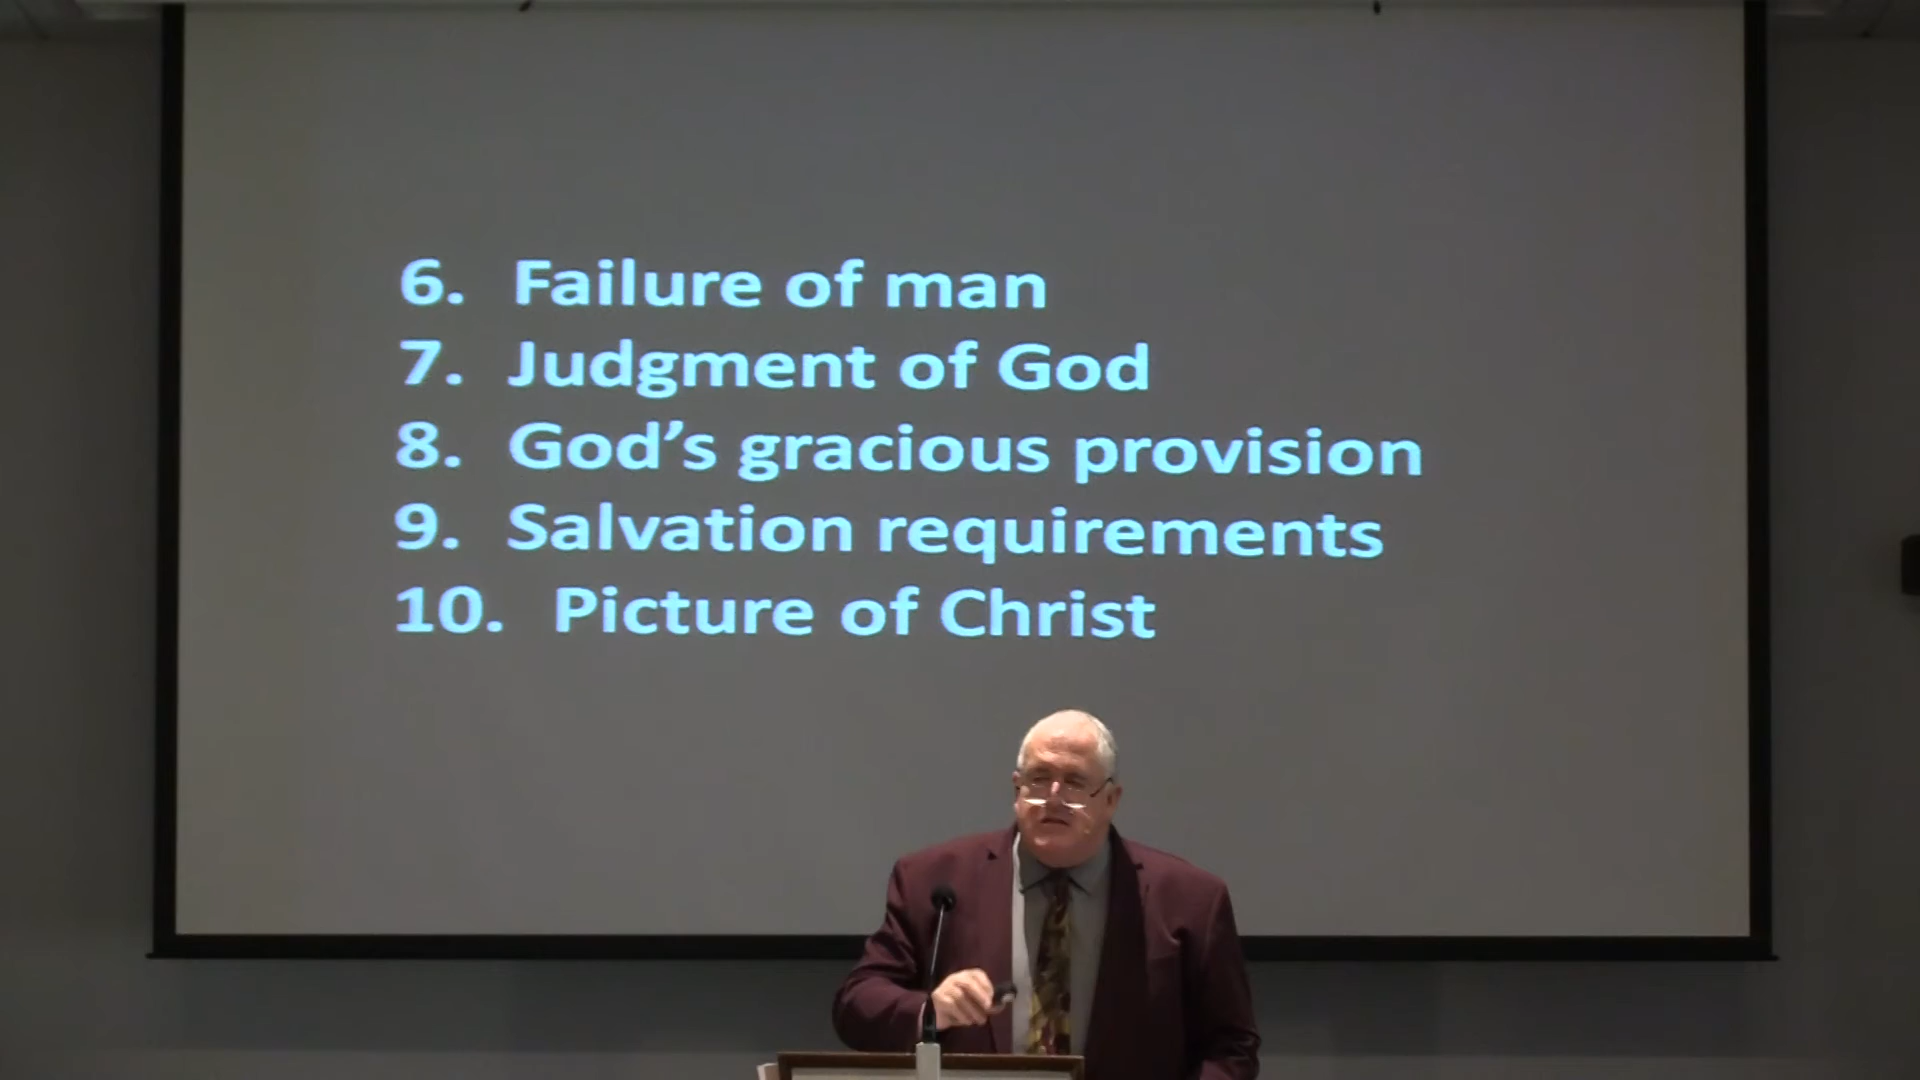 6. Failure of man
7. Judgment of God
8. God’s gracious provision
9. Salvation requirements
10. Picture of Christ